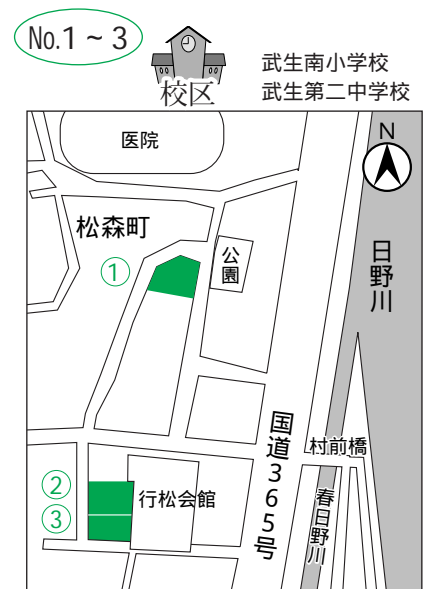 No.1 ~ 3
校区
武生南小学校
武生第二中学校
医院
N
松森町
①
公園
日野川
国道365号
村前橋
②
行松会館
③
春日野川